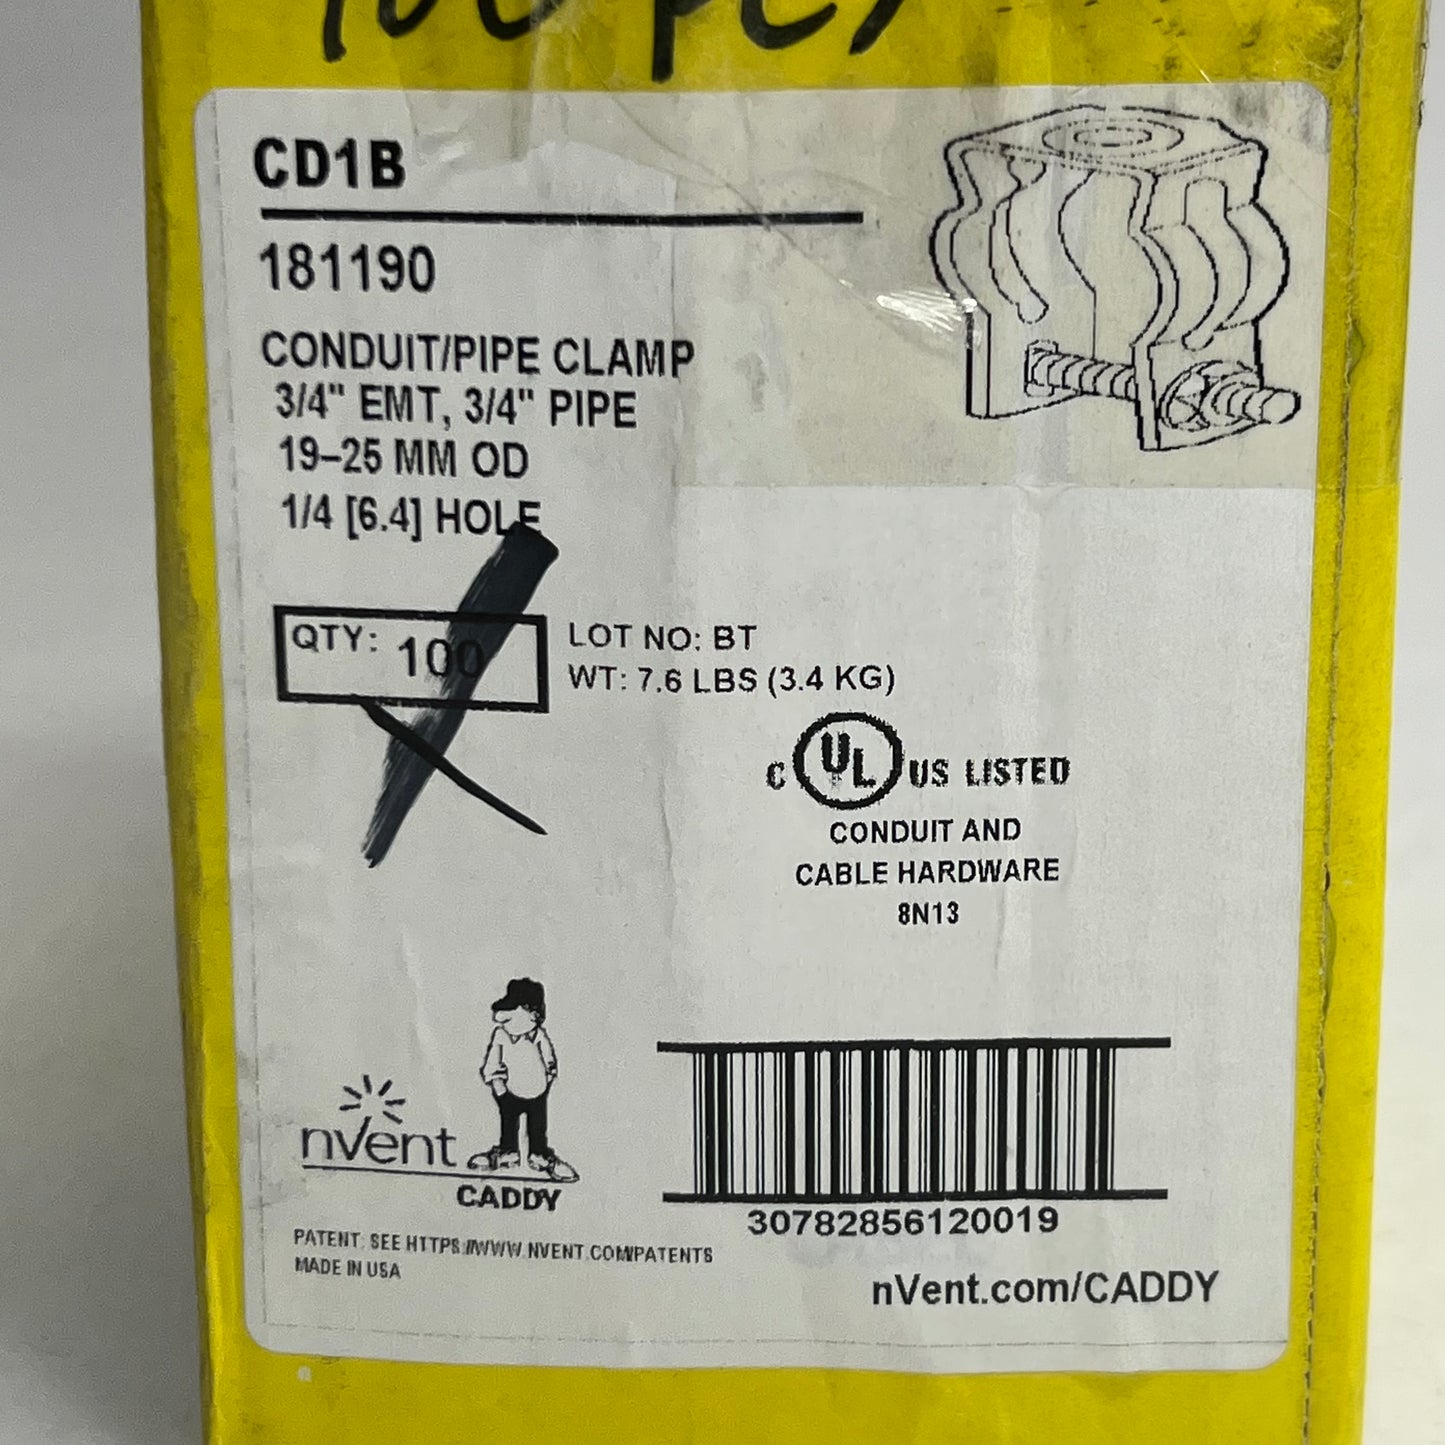 CD1B
181190
CONDUIT/PIPE CLAMP
3/4" EMT, 3/4" PIPE
19–25 MM OD
1/4 [6.4] HOLE
QTY: 100
LOT NO: BT
WT: 7.6 LBS (3.4 KG)
C UL US LISTED
CONDUIT AND
CABLE HARDWARE
8N13
nVent
CADDY
30782856120019
PATENT: SEE HTTPS://WWW.NVENT.COM/PATENTS
MADE IN USA
nVent.com/CADDY